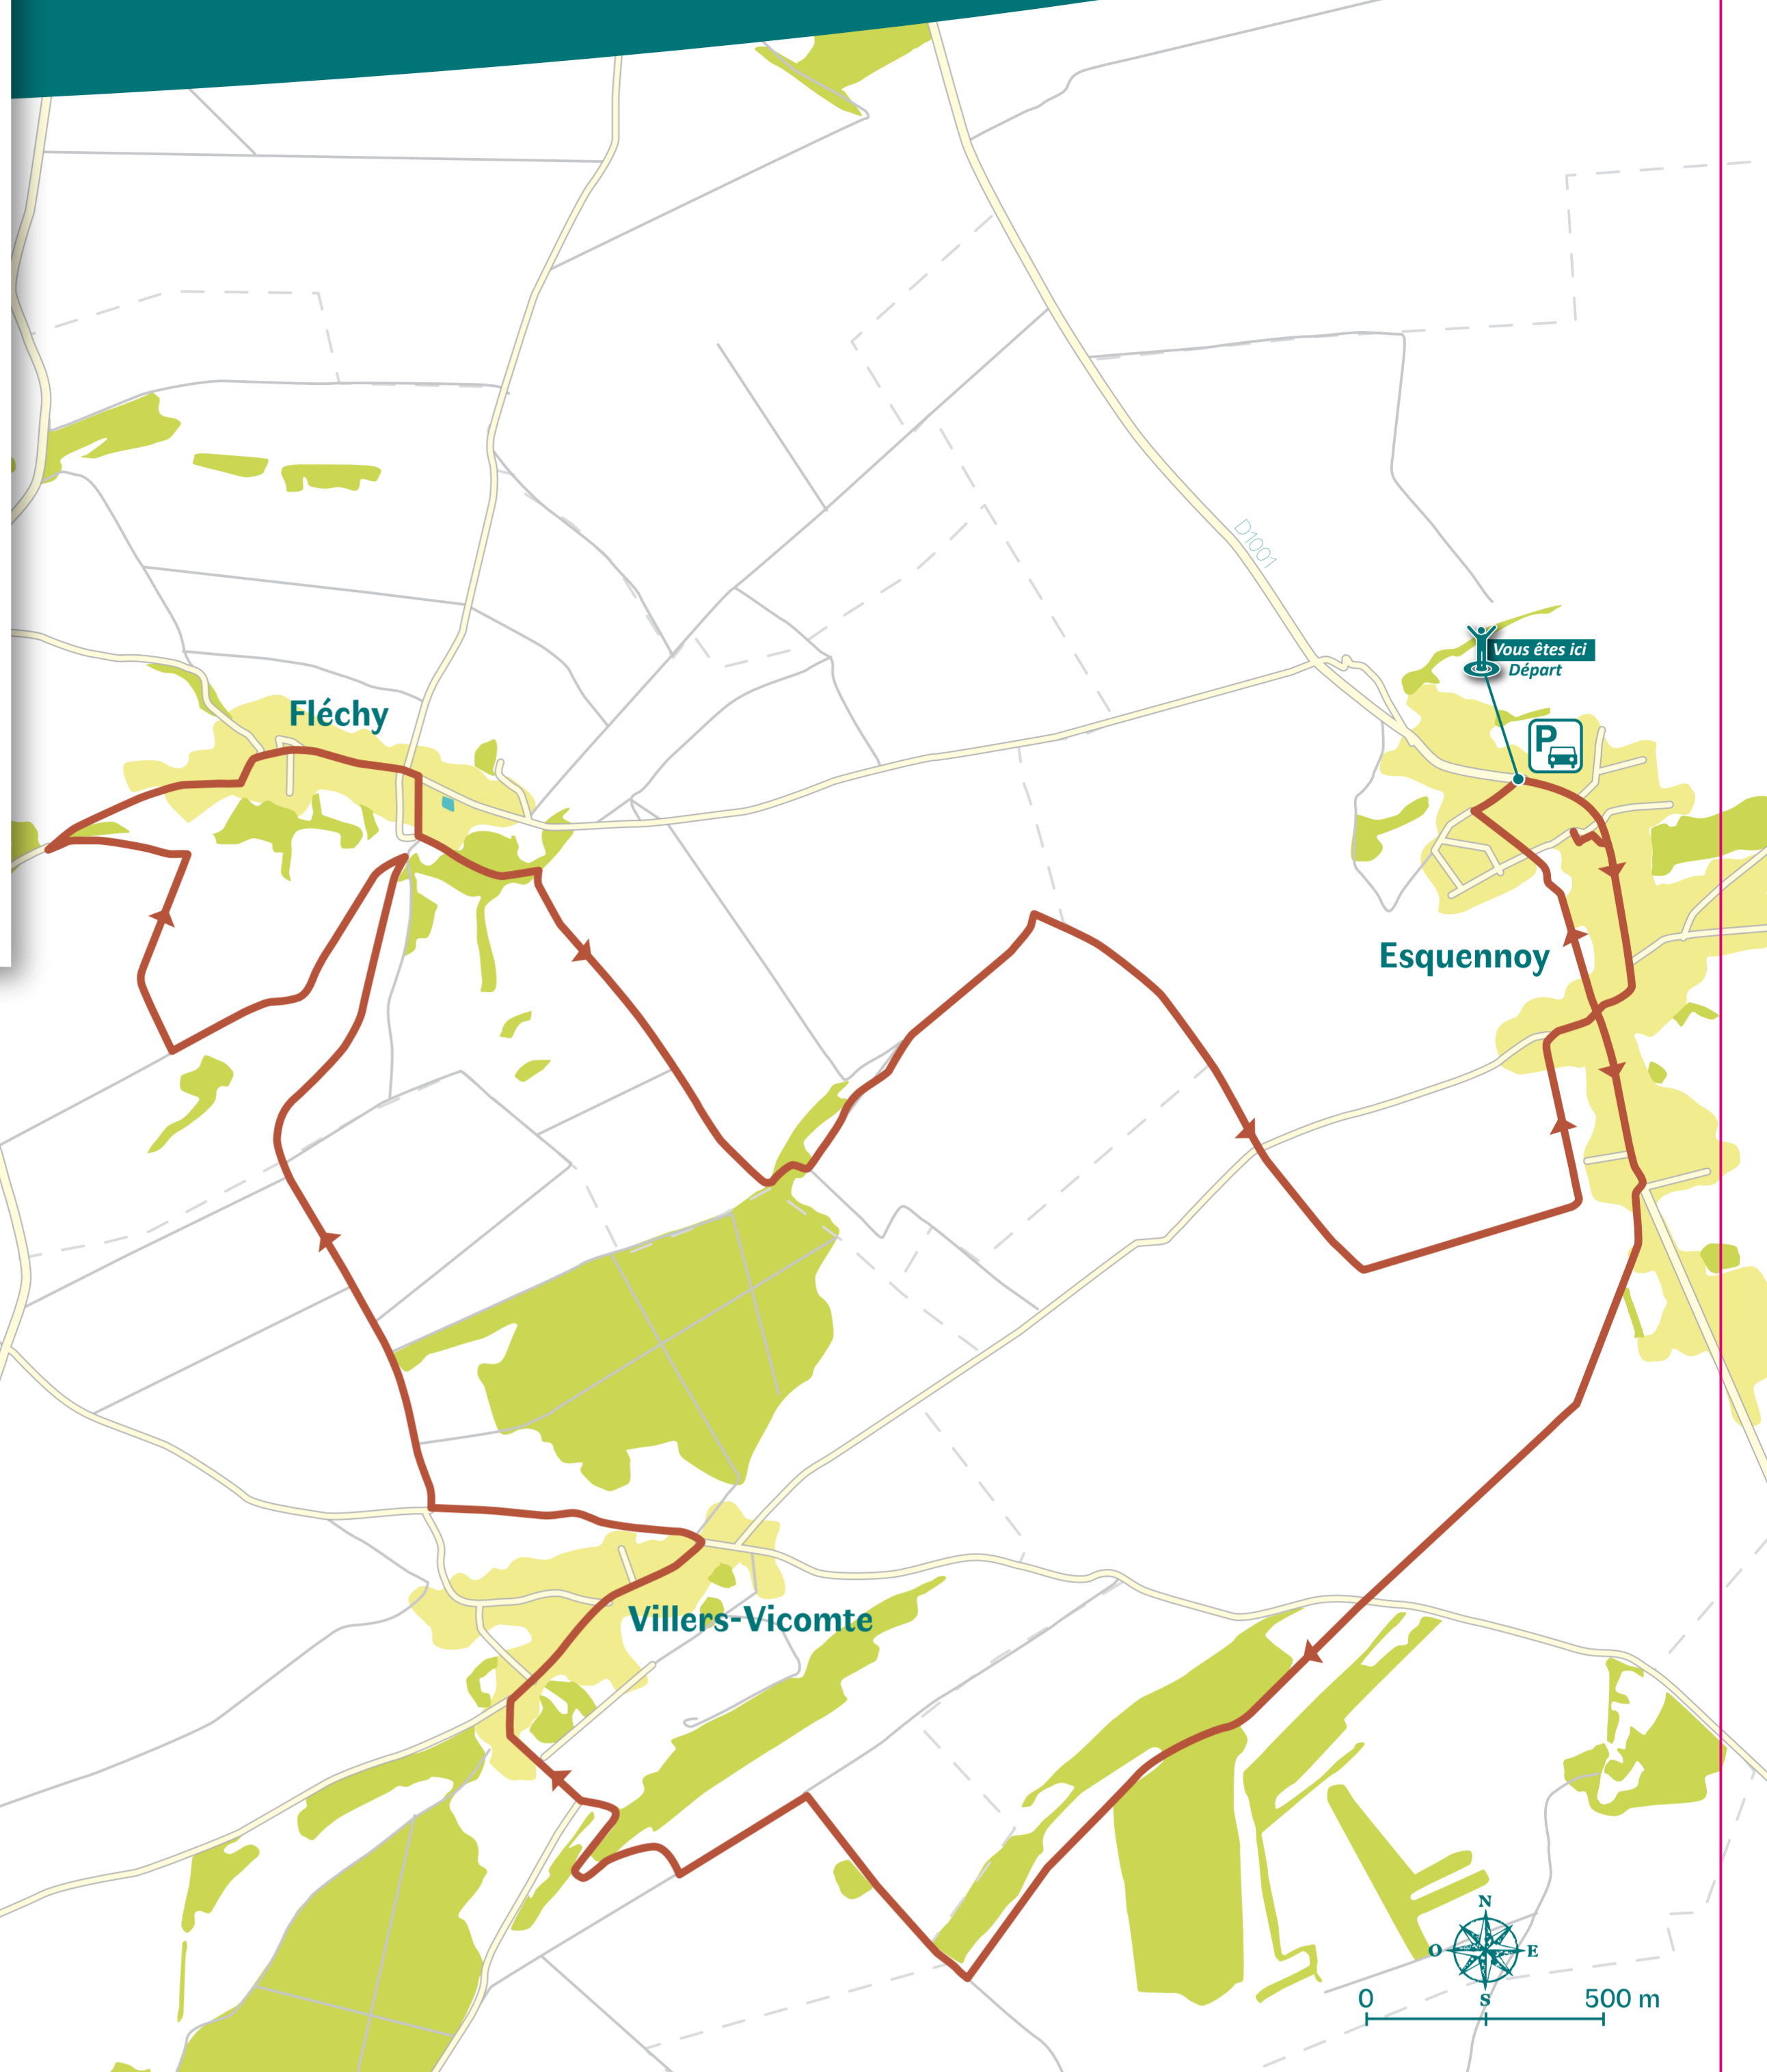 D1001
Vous êtes ici
Départ
P
Fléchy
Esquennoy
Villers-Vicomte
N
O
E
S
0
500 m